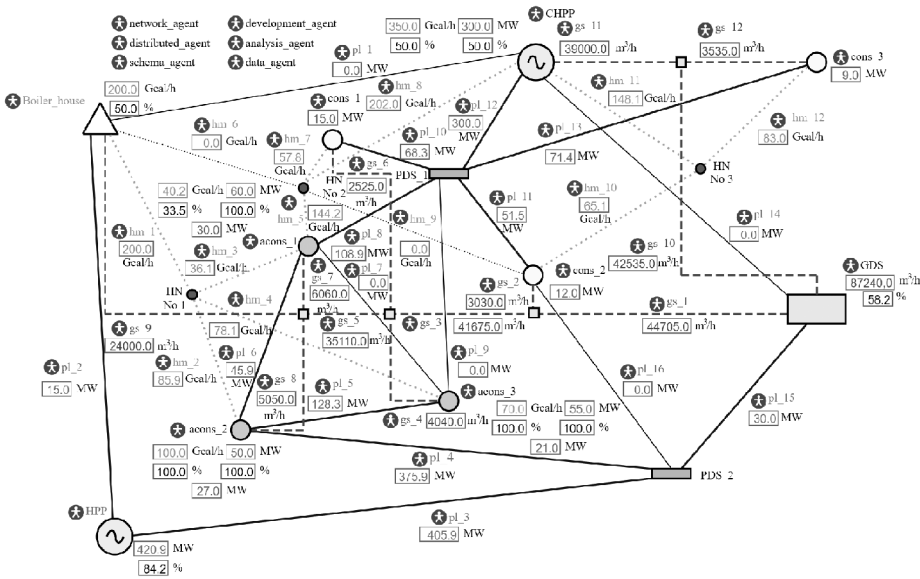 network_agent
development_agent
distributed_agent
analysis_agent
schema_agent
data_agent
350.0 Gcal/h 300.0 MW
50.0 % 50.0 %
CHPP
gs_11
39000.0 m³/h
gs_12
3535.0 m³/h
cons_3
9.0 MW
pl_1
0.0 MW
Boiler_house
200.0 Gcal/h
50.0 %
hm_8
202.0 Gcal/h
cons_1
15.0 MW
pl_12
300.0 MW
hm_11
148.1 Gcal/h
hm_12
83.0 Gcal/h
hm_6
0.0 Gcal/h
hm_7
57.8 Gcal/h
pl_10
68.3 MW
pl_13
71.4 MW
gs_6
2525.0 m³/h
HN No 2
PDS_1
HN No 3
40.2 Gcal/h 60.0 MW
33.5 % 100.0 %
30.0 MW
hm_5
144.2 Gcal/h
hm_9
0.0 Gcal/h
pl_11
51.5 MW
hm_10
65.1 Gcal/h
pl_14
0.0 MW
hm_1
200.0 Gcal/h
hm_3
36.1 Gcal/h
acons_1
pl_8
108.9 MW
pl_7
0.0 MW
gs_10
42535.0 m³/h
HN No 1
hm_4
78.1 Gcal/h
gs_7
6060.0 m³/h
gs_2
3030.0 m³/h
cons_2
12.0 MW
GDS
87240.0 m³/h
58.2 %
gs_9
24000.0 m³/h
gs_5
35110.0 m³/h
gs_3
41675.0 m³/h
gs_1
44705.0 m³/h
pl_2
15.0 MW
hm_2
85.9 Gcal/h
pl_6
45.9 MW
gs_8
5050.0 m³/h
pl_5
128.3 MW
pl_9
0.0 MW
pl_16
0.0 MW
pl_15
30.0 MW
acons_3
gs_4
4040.0 m³/h
70.0 Gcal/h 55.0 MW
100.0 % 100.0 %
21.0 MW
acons_2
100.0 Gcal/h 50.0 MW
100.0 % 100.0 %
27.0 MW
pl_4
375.9 MW
PDS_2
HPP
420.9 MW
84.2 %
pl_3
405.9 MW